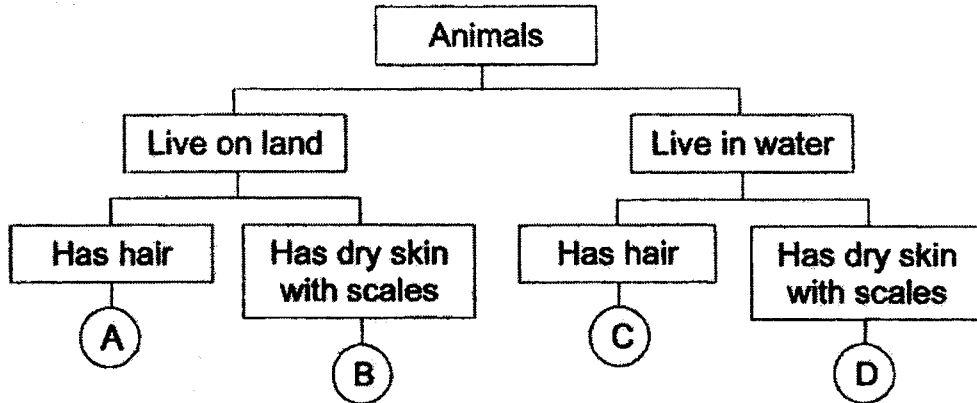 Animals
Live on land
Live in water
Has hair
Has dry skin
with scales
Has hair
Has dry skin
with scales
A
B
C
D